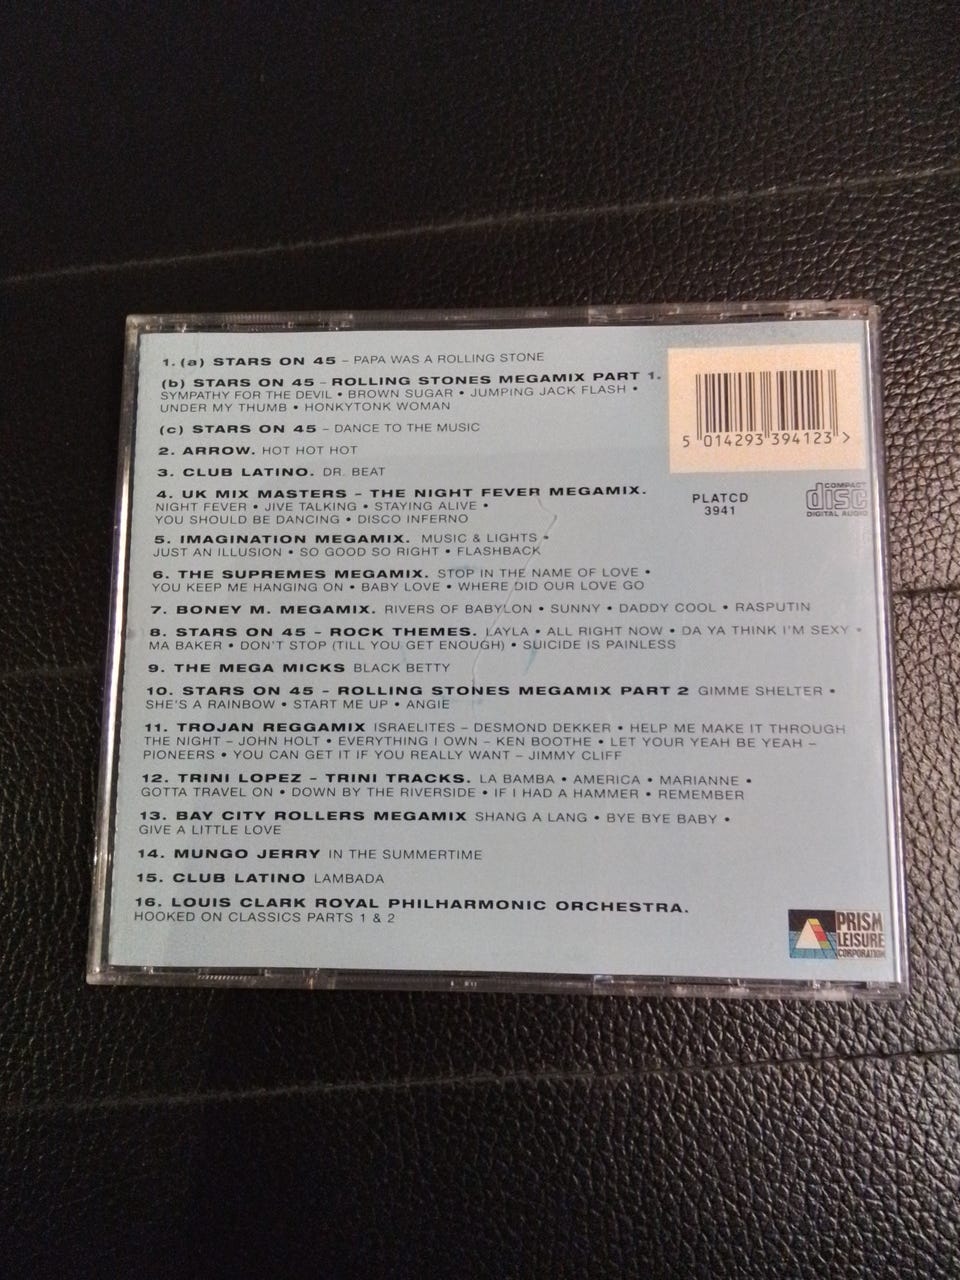 1. (a) STARS ON 45 – PAPA WAS A ROLLING STONE
(b) STARS ON 45 – ROLLING STONES MEGAMIX PART 1.
SYMPATHY FOR THE DEVIL • BROWN SUGAR • JUMPING JACK FLASH •
UNDER MY THUMB • HONKYTONK WOMAN
(c) STARS ON 45 – DANCE TO THE MUSIC
2. ARROW. HOT HOT HOT
3. CLUB LATINO. DR. BEAT
4. UK MIX MASTERS – THE NIGHT FEVER MEGAMIX.
NIGHT FEVER • JIVE TALKING • STAYING ALIVE •
YOU SHOULD BE DANCING • DISCO INFERNO
5. IMAGINATION MEGAMIX. MUSIC & LIGHTS •
JUST AN ILLUSION • SO GOOD SO RIGHT • FLASHBACK
6. THE SUPREMES MEGAMIX. STOP IN THE NAME OF LOVE •
YOU KEEP ME HANGING ON • BABY LOVE • WHERE DID OUR LOVE GO
7. BONEY M. MEGAMIX. RIVERS OF BABYLON • SUNNY • DADDY COOL • RASPUTIN
8. STARS ON 45 – ROCK THEMES. LAYLA • ALL RIGHT NOW • DA YA THINK I'M SEXY •
MA BAKER • DON'T STOP (TILL YOU GET ENOUGH) • SUICIDE IS PAINLESS
9. THE MEGA MICKS BLACK BETTY
10. STARS ON 45 – ROLLING STONES MEGAMIX PART 2 GIMME SHELTER •
SHE'S A RAINBOW • START ME UP • ANGIE
11. TROJAN REGGAMIX ISRAELITES – DESMOND DEKKER • HELP ME MAKE IT THROUGH
THE NIGHT – JOHN HOLT • EVERYTHING I OWN – KEN BOOTHE • LET YOUR YEAH BE YEAH –
PIONEERS • YOU CAN GET IT IF YOU REALLY WANT – JIMMY CLIFF
12. TRINI LOPEZ – TRINI TRACKS. LA BAMBA • AMERICA • MARIANNE •
GOTTA TRAVEL ON • DOWN BY THE RIVERSIDE • IF I HAD A HAMMER • REMEMBER
13. BAY CITY ROLLERS MEGAMIX SHANG A LANG • BYE BYE BABY •
GIVE A LITTLE LOVE
14. MUNGO JERRY IN THE SUMMERTIME
15. CLUB LATINO LAMBADA
16. LOUIS CLARK ROYAL PHILHARMONIC ORCHESTRA.
HOOKED ON CLASSICS PARTS 1 & 2
5 014293 394123 >
PLATCD
3941
COMPACT
disc
DIGITAL AUDIO
PRISM
LEISURE
CORPORATION